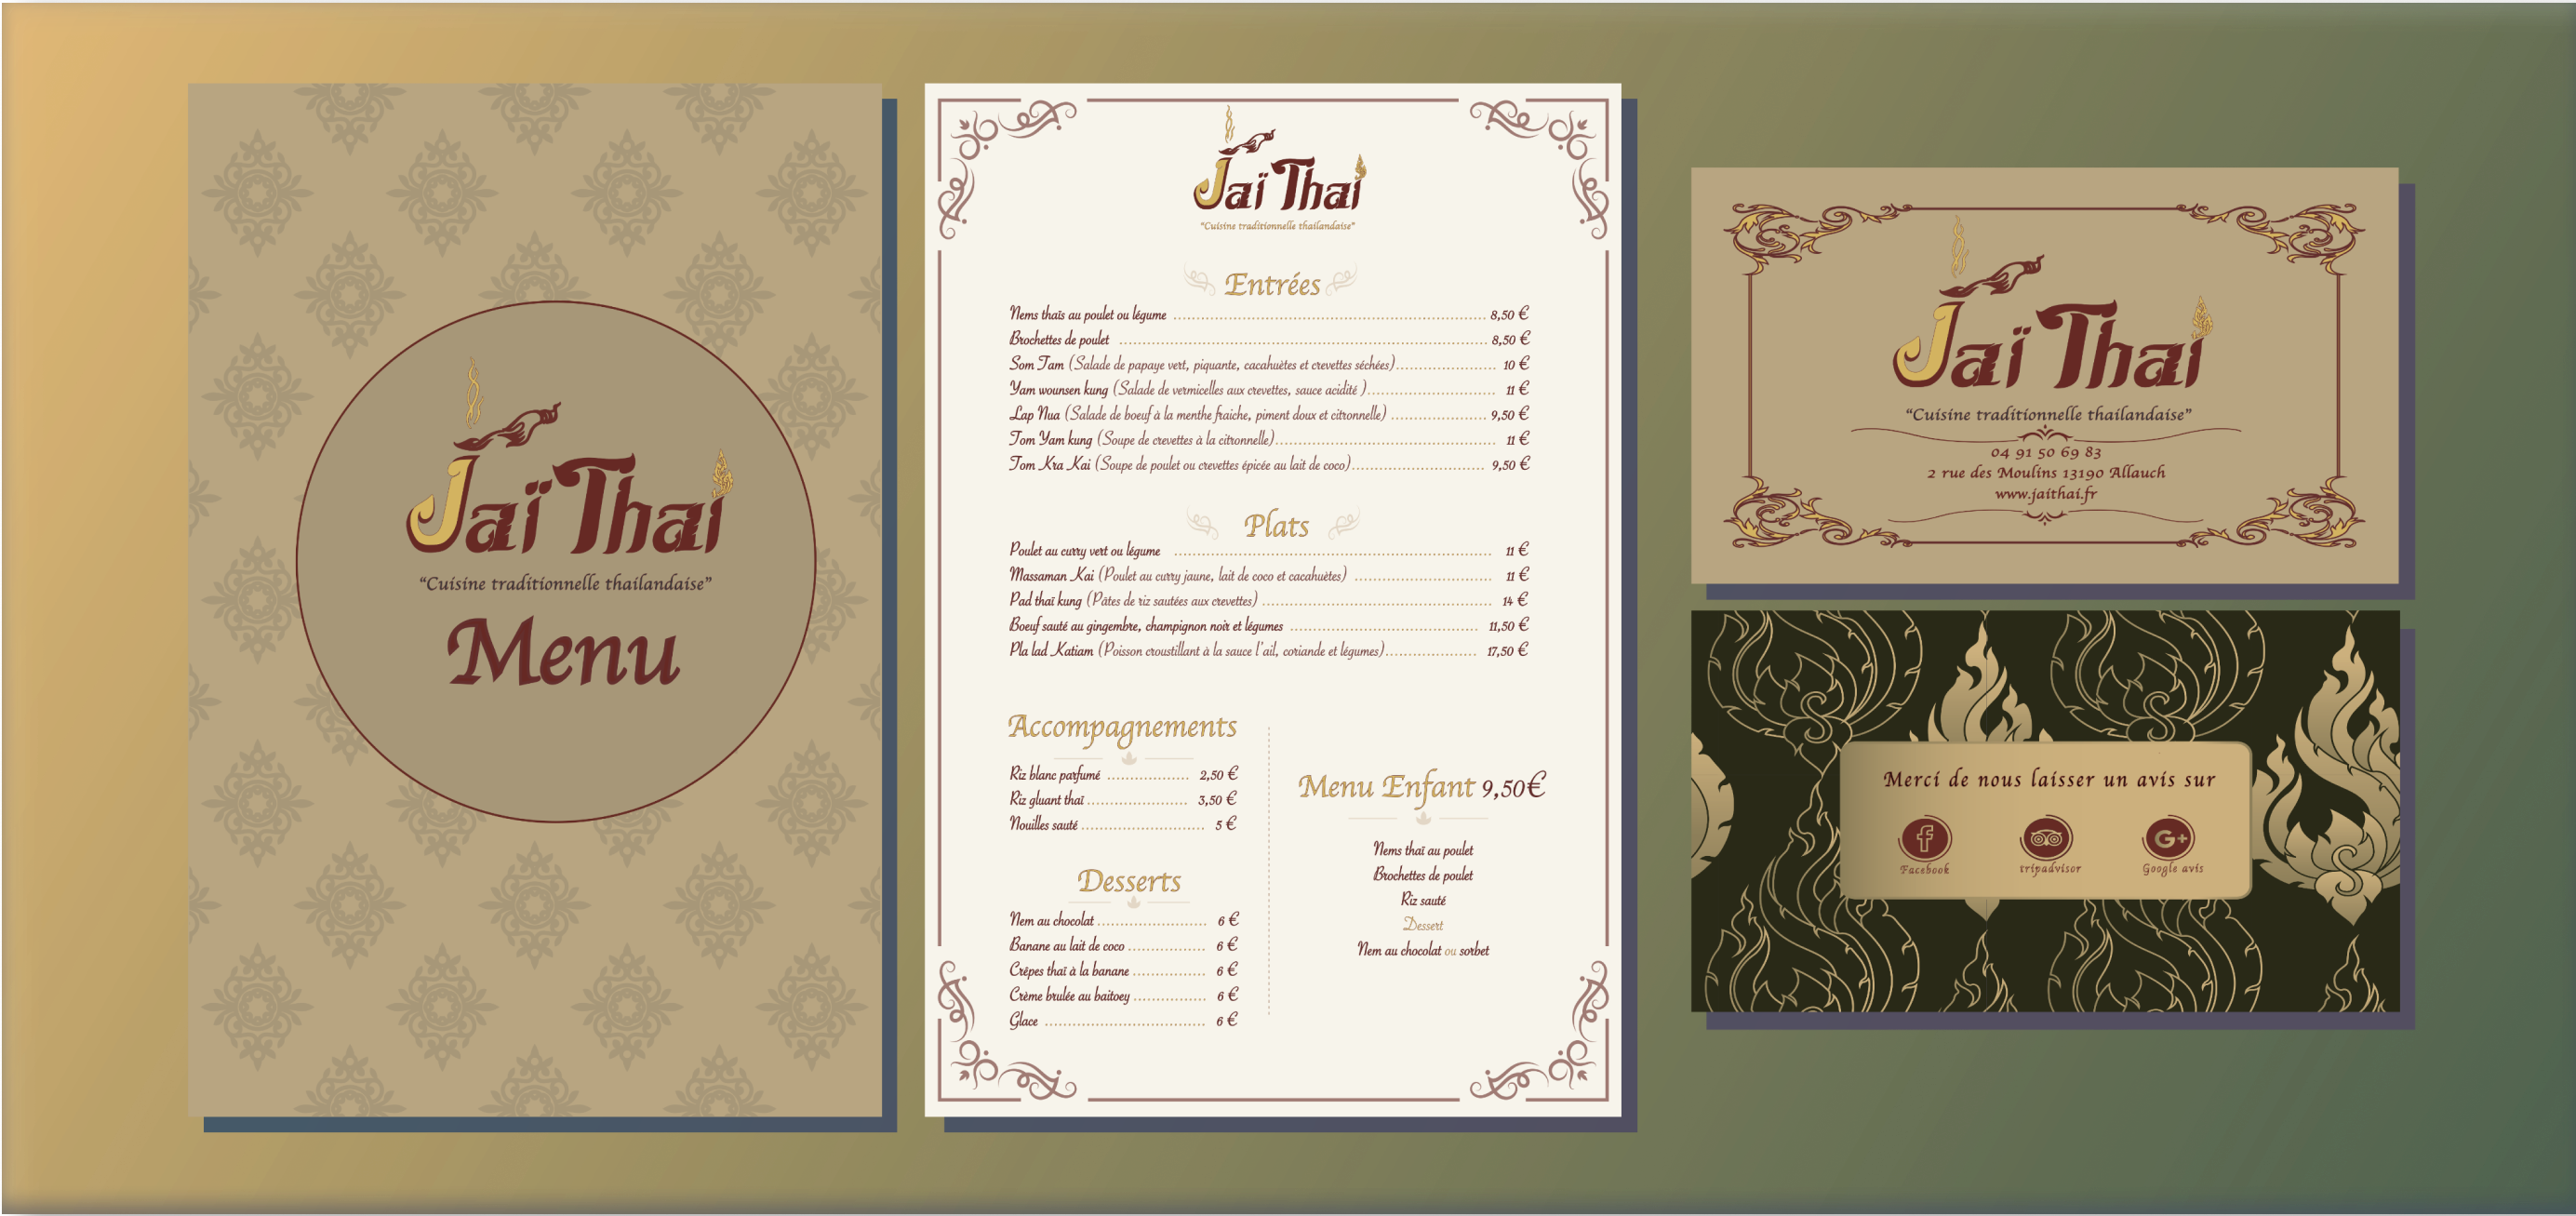 Jaï Thai
“Cuisine traditionnelle thaïlandaise”
Menu
Jaï Thai
“Cuisine traditionnelle thaïlandaise”
Entrées
Nems thaïs au poulet ou légume 8,50 €
Brochettes de poulet 8,50 €
Som Tam (Salade de papaye vert, piquante, cacahuètes et crevettes séchées) 10 €
Yam wounsen kung (Salade de vermicelles aux crevettes, sauce acidité ) 11 €
Lap Nua (Salade de boeuf à la menthe fraiche, piment doux et citronnelle) 9,50 €
Tom Yam kung (Soupe de crevettes à la citronnelle) 11 €
Tom Kra Kai (Soupe de poulet ou crevettes épicée au lait de coco) 9,50 €
Plats
Poulet au curry vert ou légume 11 €
Massaman Kai (Poulet au curry jaune, lait de coco et cacahuètes) 11 €
Pad thaï kung (Pâtes de riz sautées aux crevettes) 14 €
Boeuf sauté au gingembre, champignon noir et légumes 11,50 €
Pla lad Katiam (Poisson croustillant à la sauce l'ail, coriande et légumes) 17,50 €
Accompagnements
Riz blanc parfumé 2,50 €
Riz gluant thaï 3,50 €
Nouilles sauté 5 €
Desserts
Nem au chocolat 6 €
Banane au lait de coco 6 €
Crêpes thaï à la banane 6 €
Crème brulée au baitoey 6 €
Glace 6 €
Menu Enfant 9,50€
Nems thaï au poulet
Brochettes de poulet
Riz sauté
Dessert
Nem au chocolat ou sorbet
Jaï Thai
“Cuisine traditionnelle thaïlandaise”
04 91 50 69 83
2 rue des Moulins 13190 Allauch
www.jaithai.fr
Merci de nous laisser un avis sur
Facebook
tripadvisor
G+
Google avis